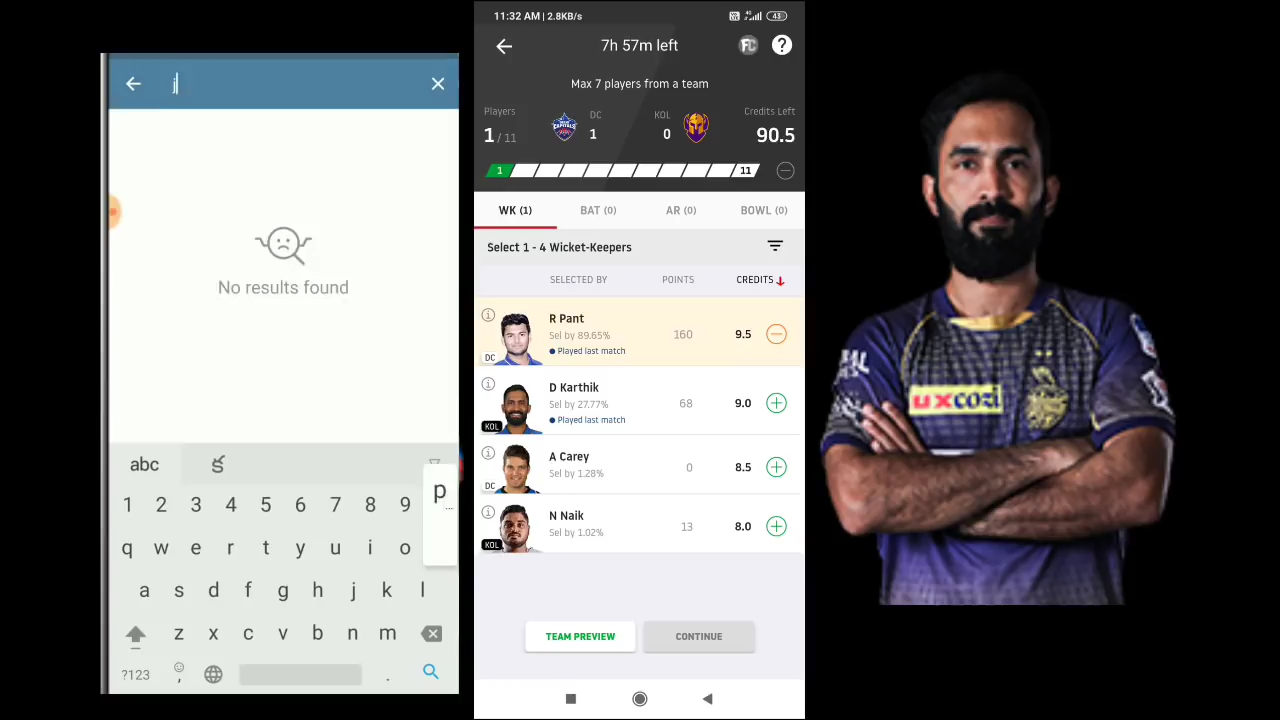 j
No results found
abc
క
1 2 3 4 5 6 7 8 9
p...
q w e r t y u i o
a s d f g h j k l
z x c v b n m
?123 , .
11:32 AM | 2.8KB/s
4G
43
7h 57m left
FC ?
Max 7 players from a team
Players
1 / 11
DC
1
KOL
0
Credits Left
90.5
1 11
WK (1) BAT (0) AR (0) BOWL (0)
Select 1 - 4 Wicket-Keepers
SELECTED BY POINTS CREDITS
R Pant
Sel by 89.65%
Played last match
DC
160 9.5
D Karthik
Sel by 27.77%
Played last match
KOL
68 9.0
A Carey
Sel by 1.28%
DC
0 8.5
N Naik
Sel by 1.02%
KOL
13 8.0
TEAM PREVIEW CONTINUE
uxcozi